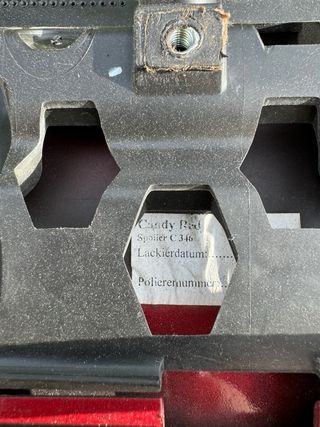 Candy Red
Spoiler C 346
Lackierdatum:.......
Polierernummer:..